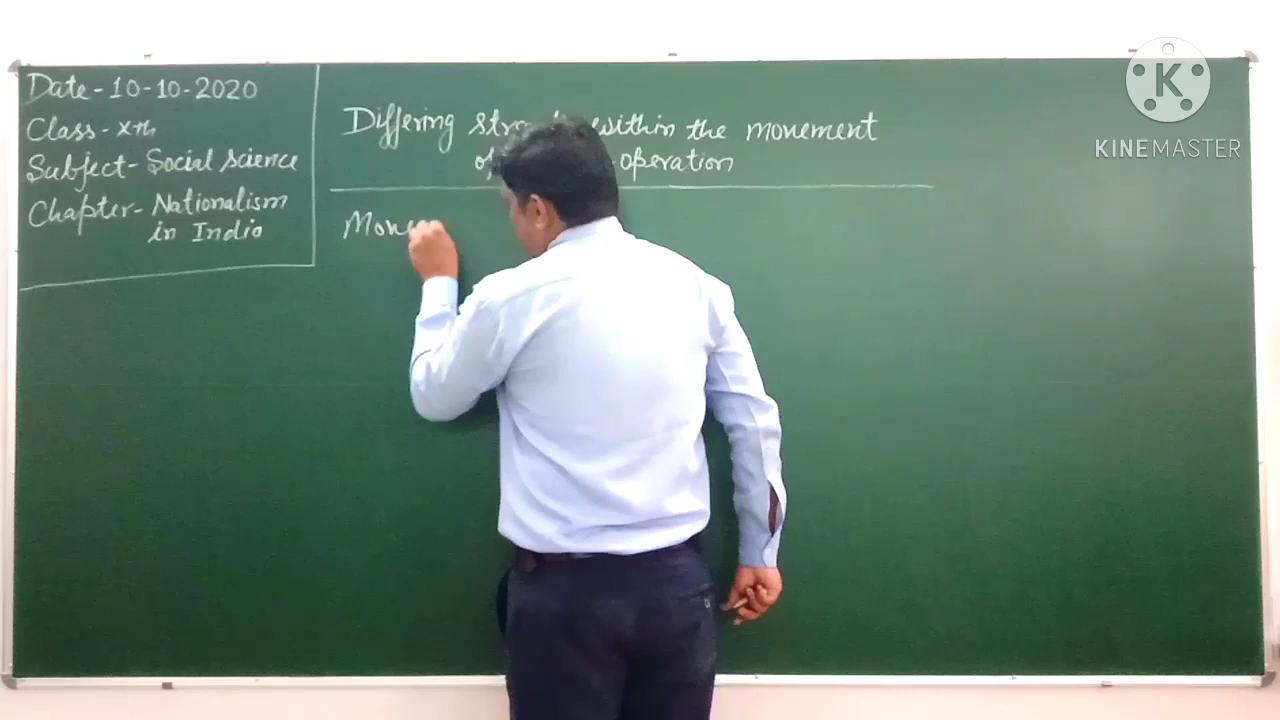 Date - 10-10-2020
Class - Xth
Subject - Social science
Chapter - Nationalism
in India
Differing within the movement
operation
K
KINEMASTER